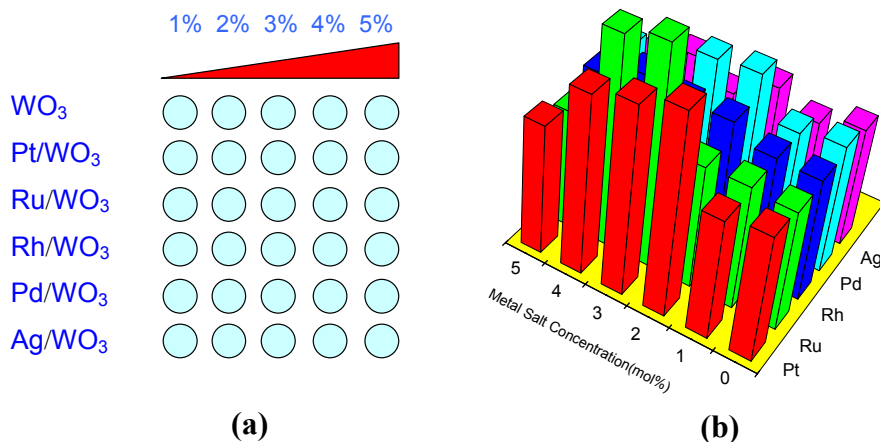 1% 2% 3% 4% 5%
WO₃
Pt/WO₃
Ru/WO₃
Rh/WO₃
Pd/WO₃
Ag/WO₃
(a)
5
4
3
2
1
0
Metal Salt Concentration(mol%)
Ag
Pd
Rh
Ru
Pt
(b)